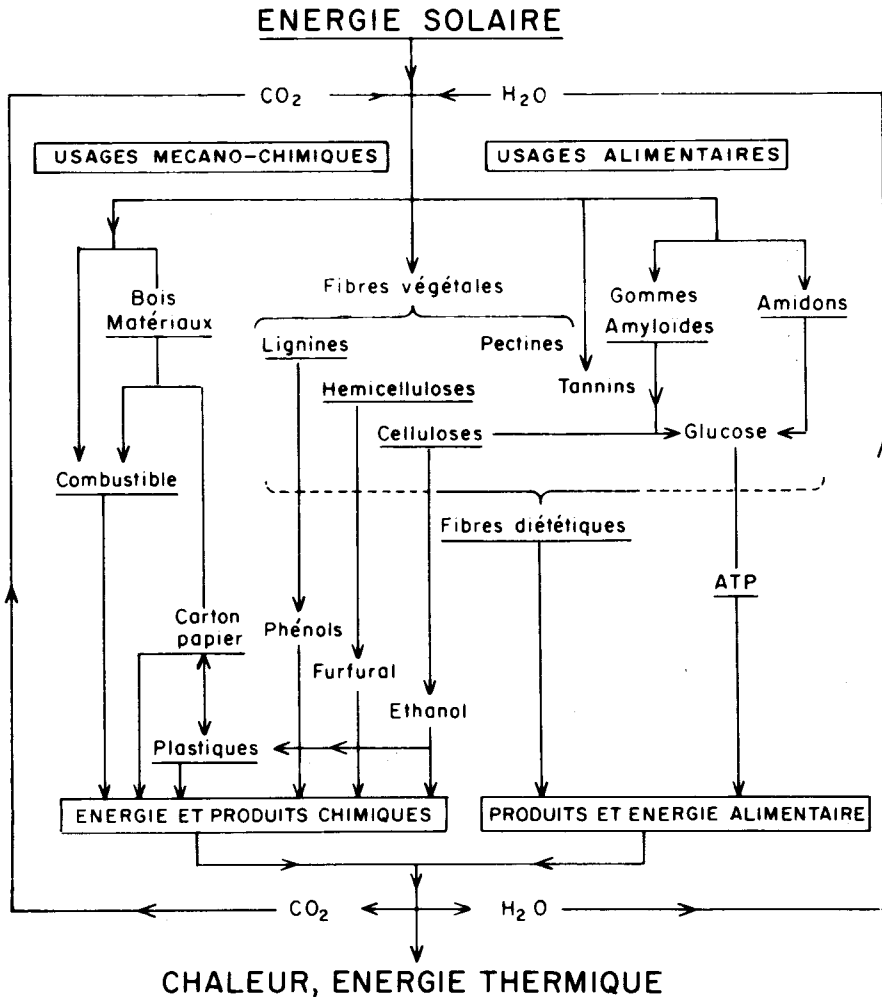 ENERGIE SOLAIRE
CO2 H2O
USAGES MECANO-CHIMIQUES USAGES ALIMENTAIRES
Bois
Matériaux
Fibres végétales
Gommes
Amyloïdes
Amidons
Lignines
Pectines
Tannins
Hemicelluloses
Celluloses
Glucose
Combustible
Fibres diététiques
ATP
Carton
papier
Phénols
Furfural
Ethanol
Plastiques
ENERGIE ET PRODUITS CHIMIQUES PRODUITS ET ENERGIE ALIMENTAIRE
CO2 H2O
CHALEUR, ENERGIE THERMIQUE